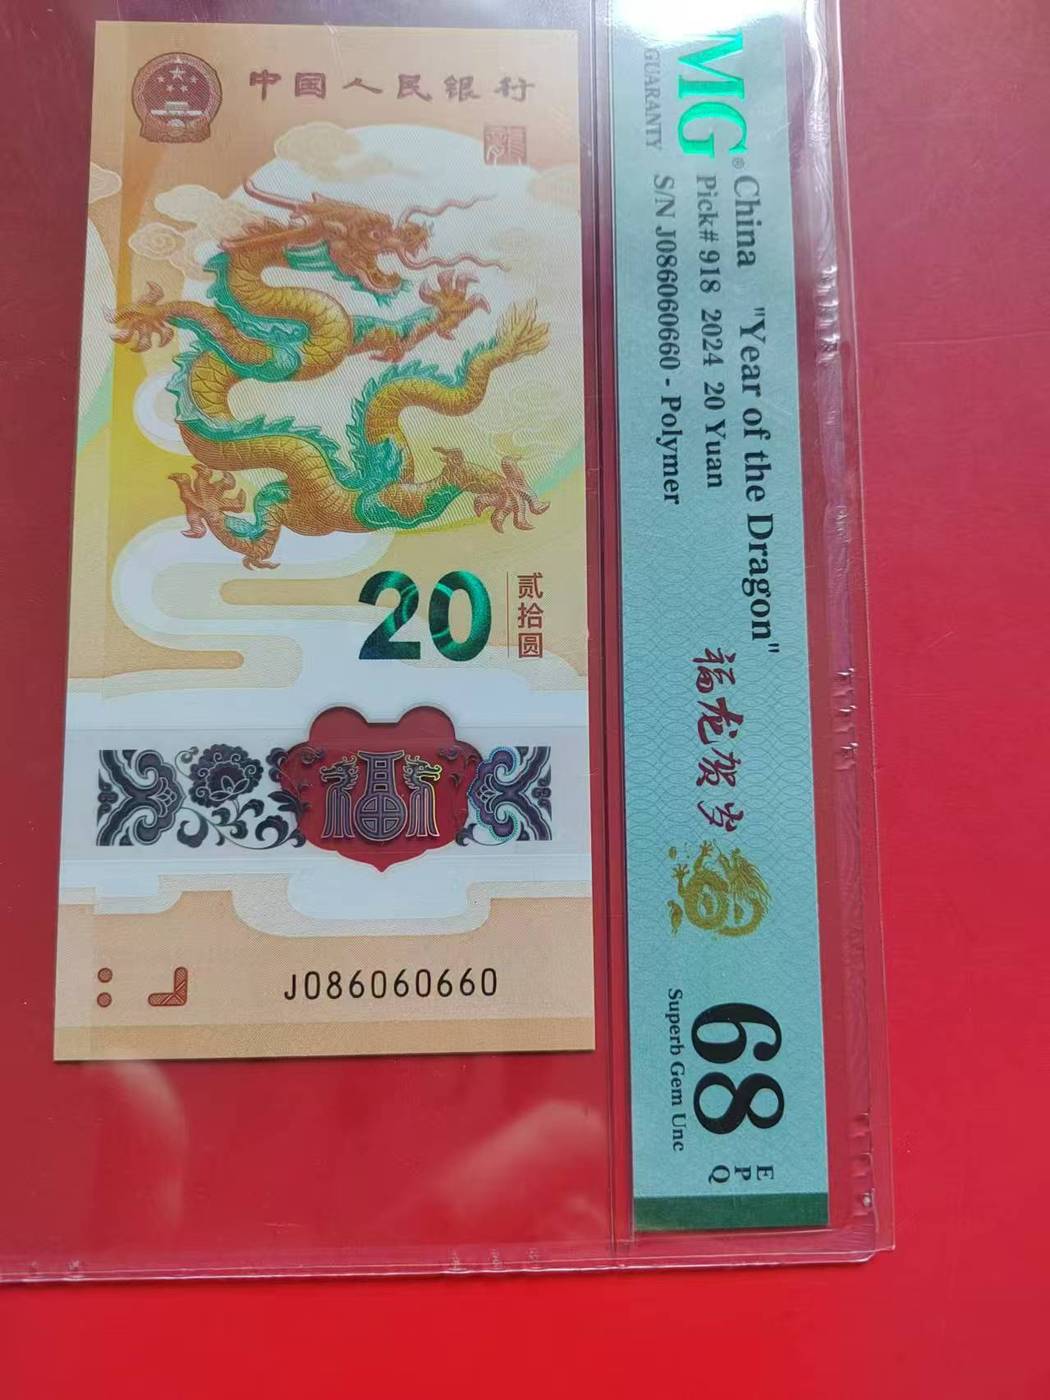 中国人民银行
20
贰拾圆
J086060660
MG®
GUARANTY
China "Year of the Dragon"
Pick# 918 2024 20 Yuan
S/N J086060660 - Polymer
福龙贺岁
68
EPQ
Superb Gem Unc